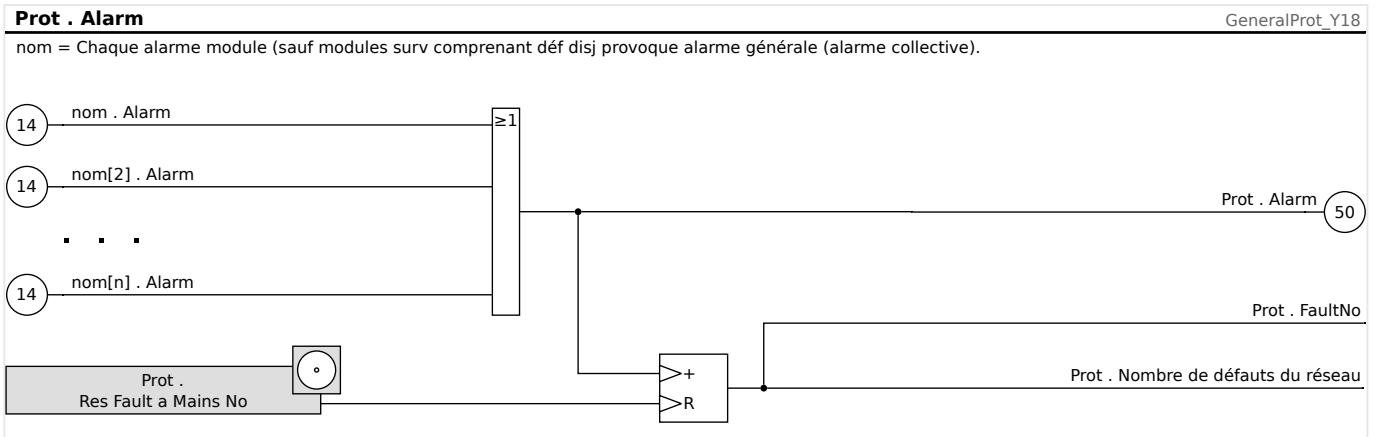 Prot . Alarm
GeneralProt_Y18
nom = Chaque alarme module (sauf modules surv comprenant déf disj provoque alarme générale (alarme collective).
14
nom . Alarm
≥1
14
nom[2] . Alarm
Prot . Alarm
50
. . .
14
nom[n] . Alarm
Prot . FaultNo
Prot .
Res Fault a Mains No
+
R
Prot . Nombre de défauts du réseau